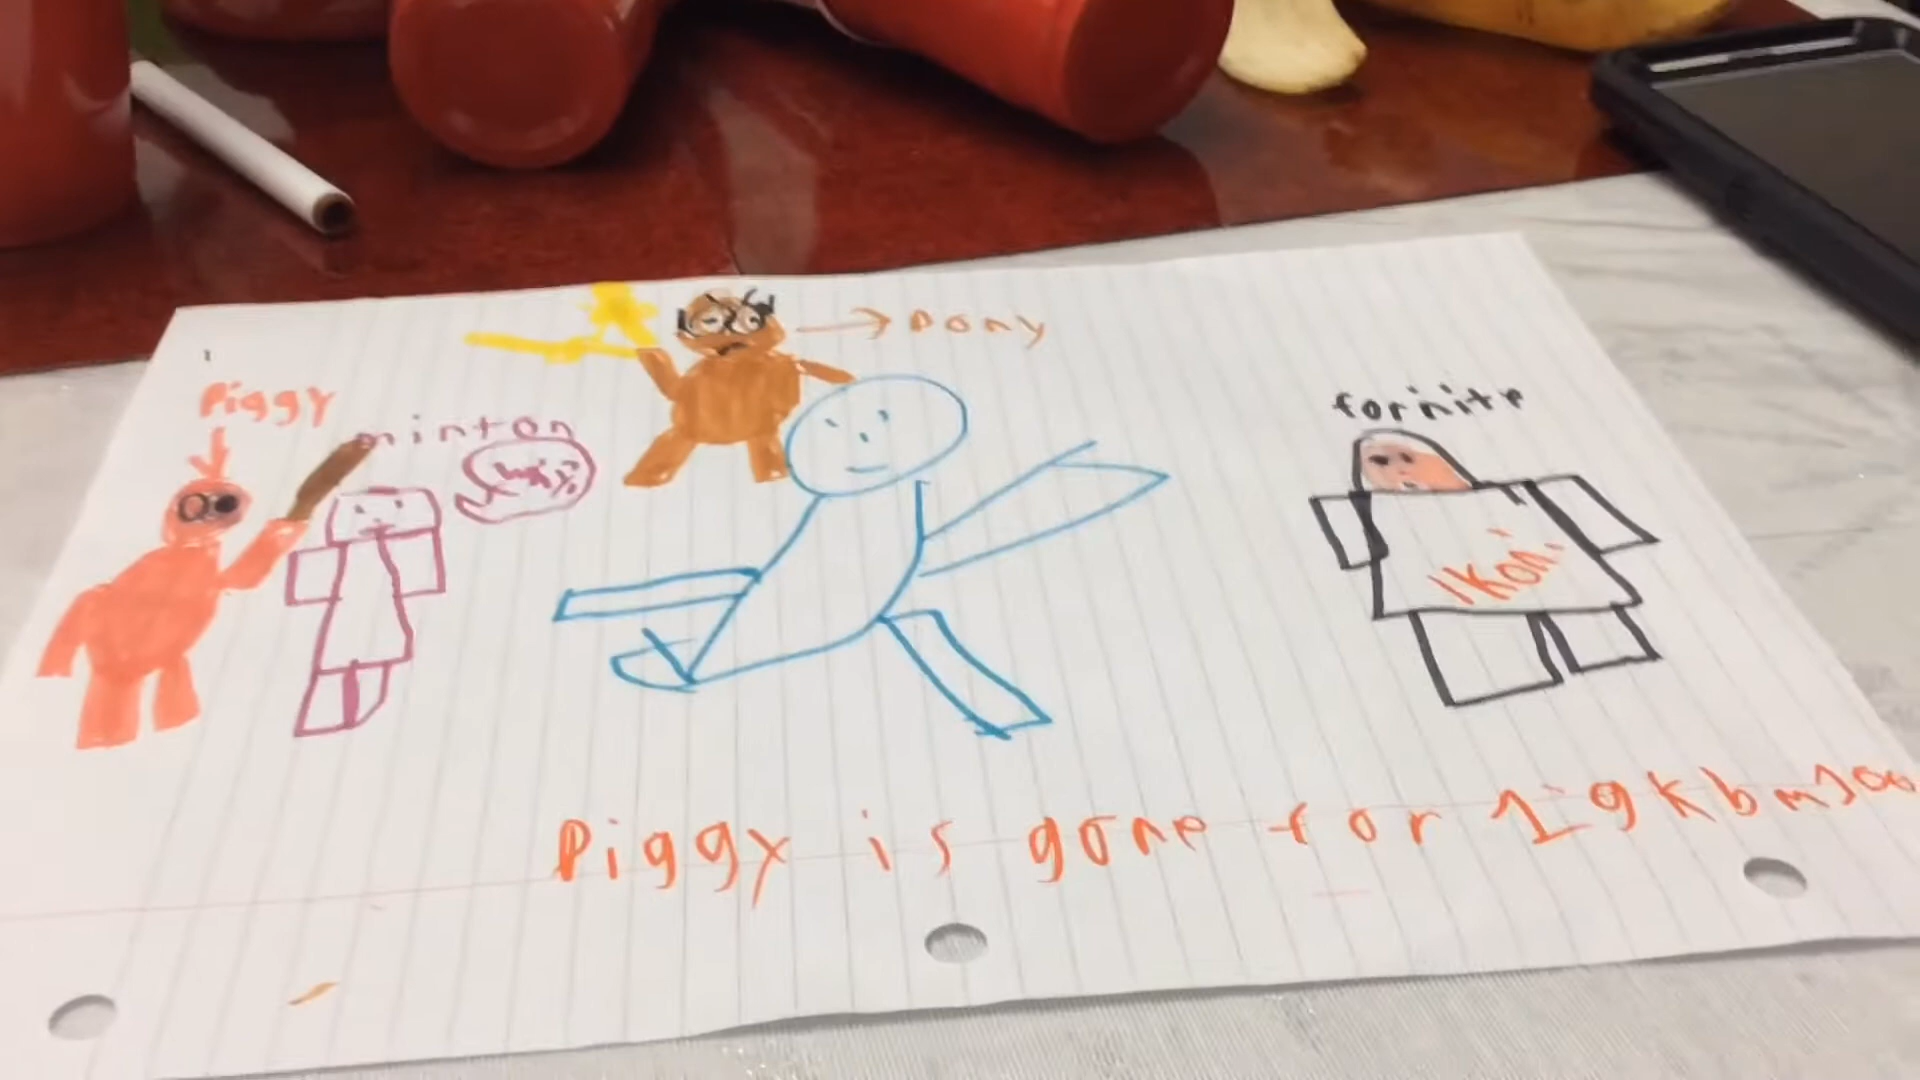 Pony
Piggy
minton
fornite
IKON.
Piggy is gone for